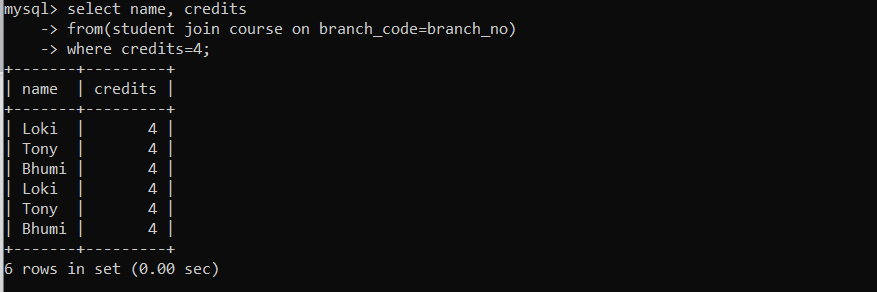 mysql> select name, credits
    -> from(student join course on branch_code=branch_no)
    -> where credits=4;
+-------+---------+
| name  | credits |
+-------+---------+
| Loki  |       4 |
| Tony  |       4 |
| Bhumi |       4 |
| Loki  |       4 |
| Tony  |       4 |
| Bhumi |       4 |
+-------+---------+
6 rows in set (0.00 sec)